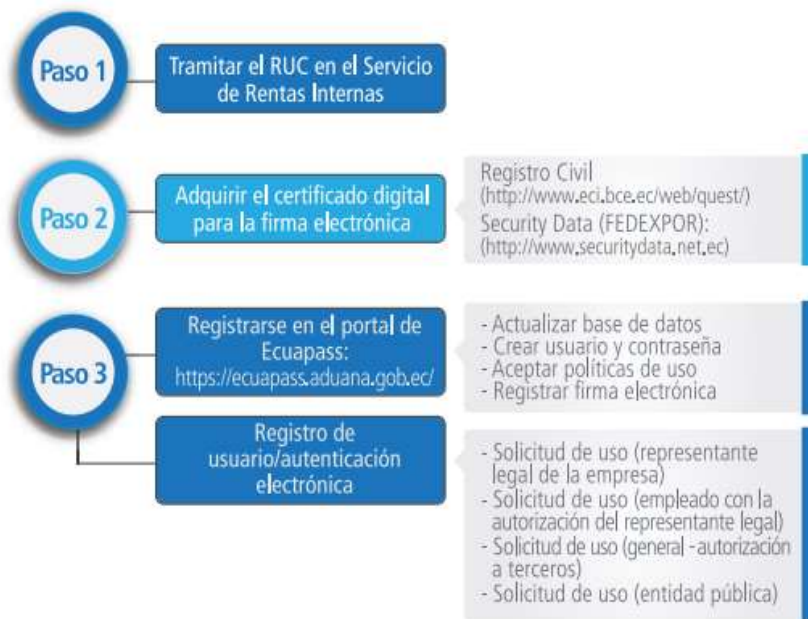 Paso 1
Tramitar el RUC en el Servicio
de Rentas Internas
Paso 2
Adquirir el certificado digital
para la firma electrónica
Registro Civil
(http://www.eci.bce.ec/web/quest/)
Security Data (FEDEXPOR):
(http://www.securitydata.net.ec)
Paso 3
Registrarse en el portal de
Ecuapass:
https://ecuapass.aduana.gob.ec/
- Actualizar base de datos
- Crear usuario y contraseña
- Aceptar políticas de uso
- Registrar firma electrónica
Registro de
usuario/autenticación
electrónica
- Solicitud de uso (representante
legal de la empresa)
- Solicitud de uso (empleado con la
autorización del representante legal)
- Solicitud de uso (general -autorización
a terceros)
- Solicitud de uso (entidad pública)